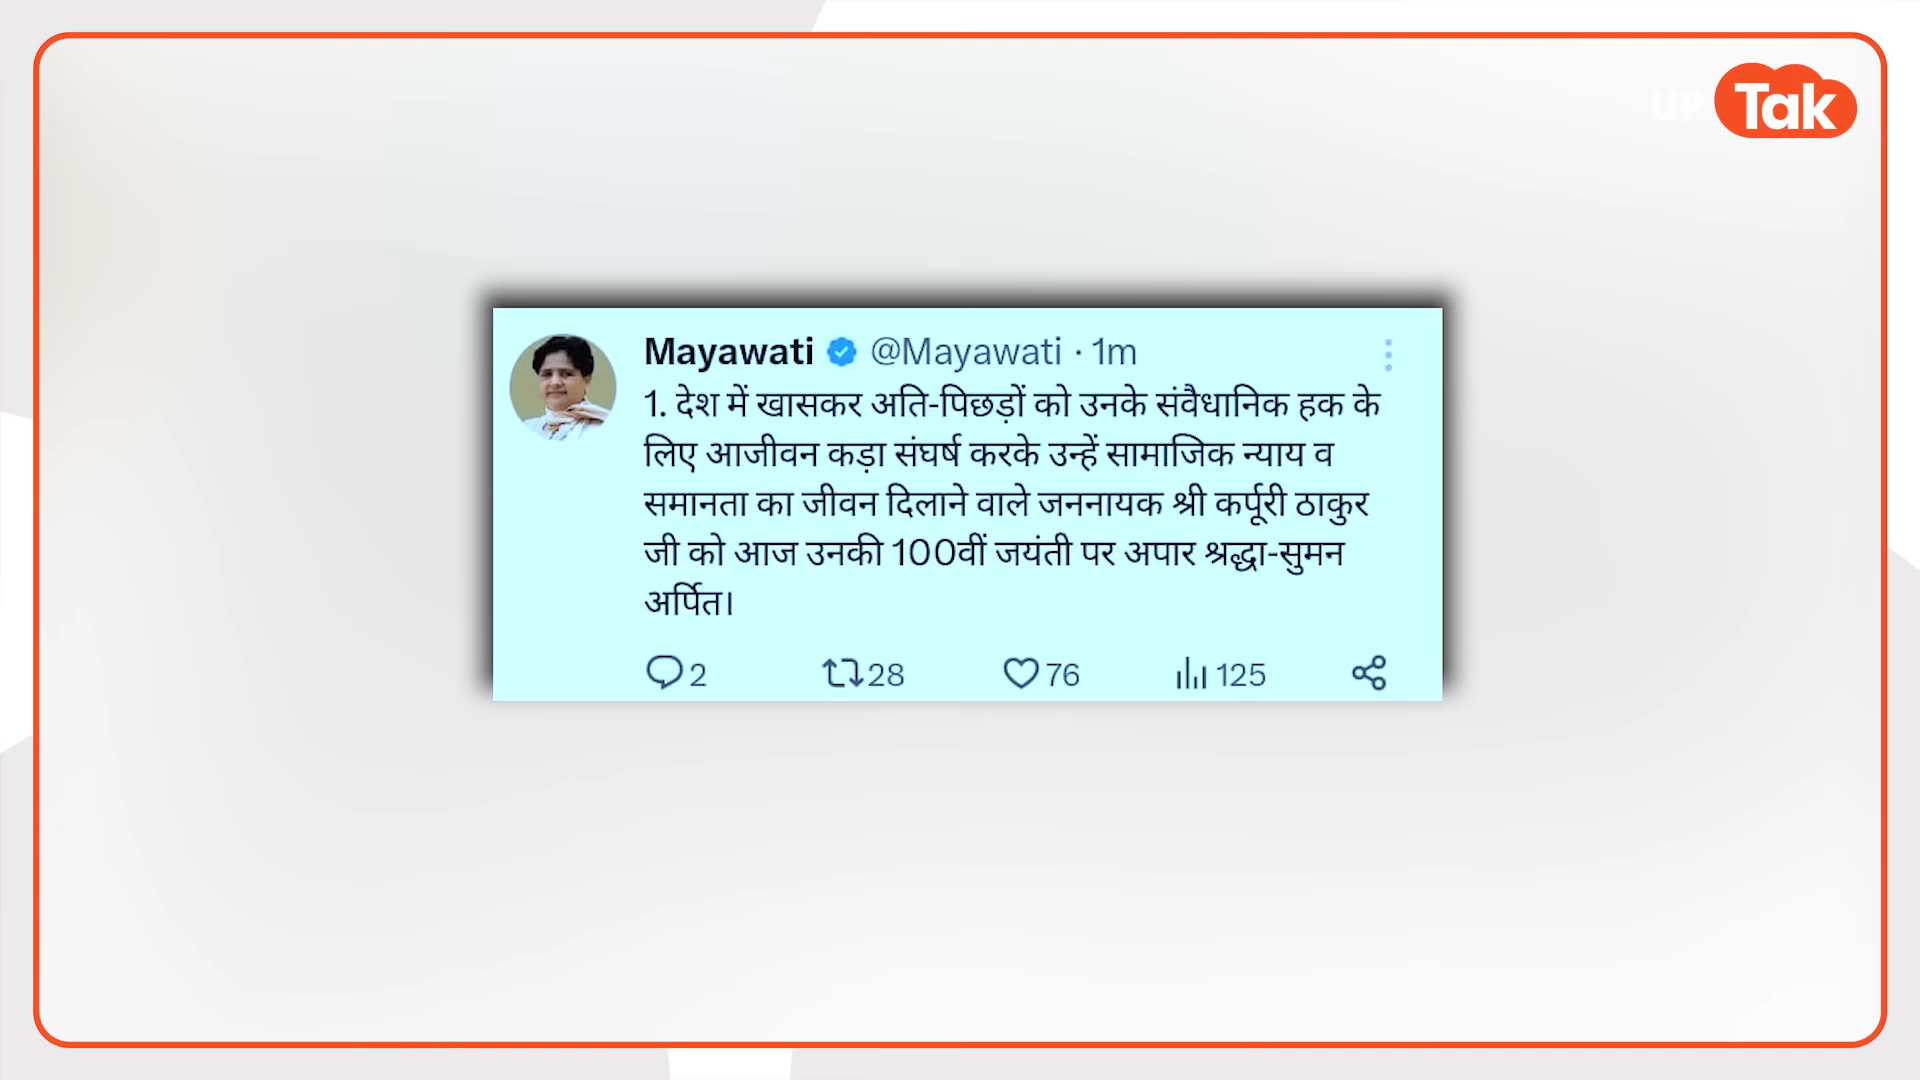 UP Tak
Mayawati @Mayawati · 1m
1. देश में खासकर अति-पिछड़ों को उनके संवैधानिक हक के
लिए आजीवन कड़ा संघर्ष करके उन्हें सामाजिक न्याय व
समानता का जीवन दिलाने वाले जननायक श्री कर्पूरी ठाकुर
जी को आज उनकी 100वीं जयंती पर अपार श्रद्धा-सुमन
अर्पित।
2 28 76 125